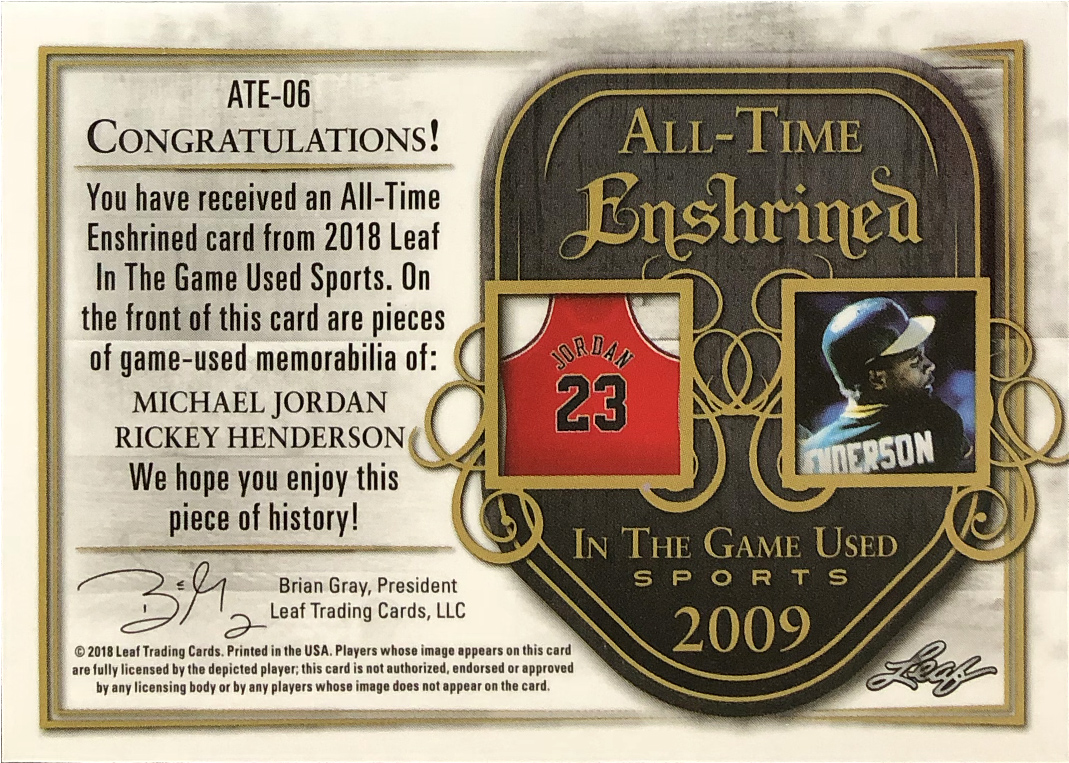 ATE-06
CONGRATULATIONS!
You have received an All-Time
Enshrined card from 2018 Leaf
In The Game Used Sports. On
the front of this card are pieces
of game-used memorabilia of:
MICHAEL JORDAN
RICKEY HENDERSON
We hope you enjoy this
piece of history!
Brian Gray, President
Leaf Trading Cards, LLC
© 2018 Leaf Trading Cards. Printed in the USA. Players whose image appears on this card
are fully licensed by the depicted player; this card is not authorized, endorsed or approved
by any licensing body or by any players whose image does not appear on the card.
ALL-TIME
Enshrined
JORDAN
23
ENDERSON
IN THE GAME USED
SPORTS
2009
Leaf